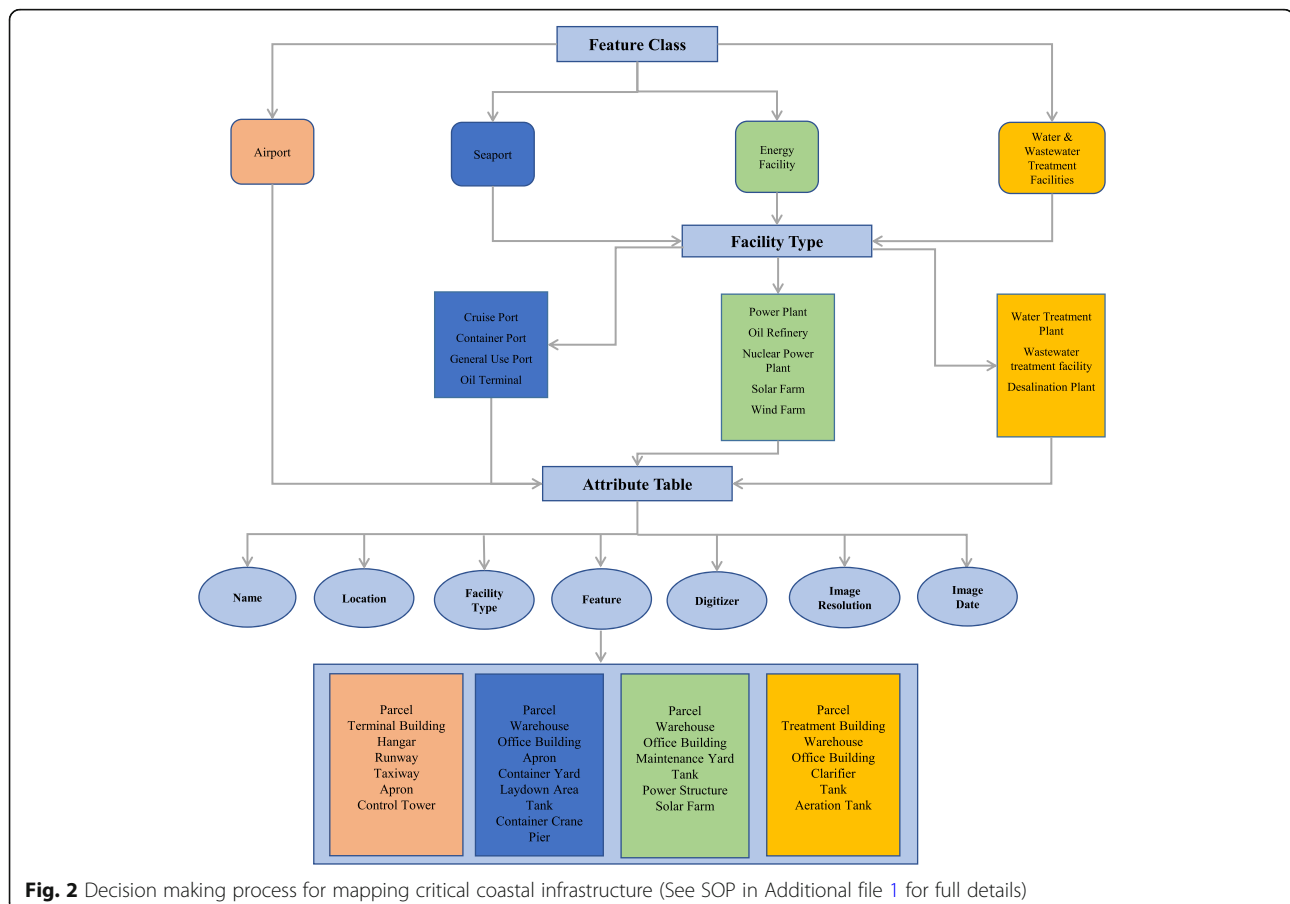 Feature Class
Airport
Seaport
Energy
Facility
Water &
Wastewater
Treatment
Facilities
Facility Type
Cruise Port
Container Port
General Use Port
Oil Terminal
Power Plant
Oil Refinery
Nuclear Power
Plant
Solar Farm
Wind Farm
Water Treatment
Plant
Wastewater
treatment facility
Desalination Plant
Attribute Table
Name
Location
Facility
Type
Feature
Digitizer
Image
Resolution
Image
Date
Parcel
Terminal Building
Hangar
Runway
Taxiway
Apron
Control Tower
Parcel
Warehouse
Office Building
Apron
Container Yard
Laydown Area
Tank
Container Crane
Pier
Parcel
Warehouse
Office Building
Maintenance Yard
Tank
Power Structure
Solar Farm
Parcel
Treatment Building
Warehouse
Office Building
Clarifier
Tank
Aeration Tank
Fig. 2 Decision making process for mapping critical coastal infrastructure (See SOP in Additional file 1 for full details)